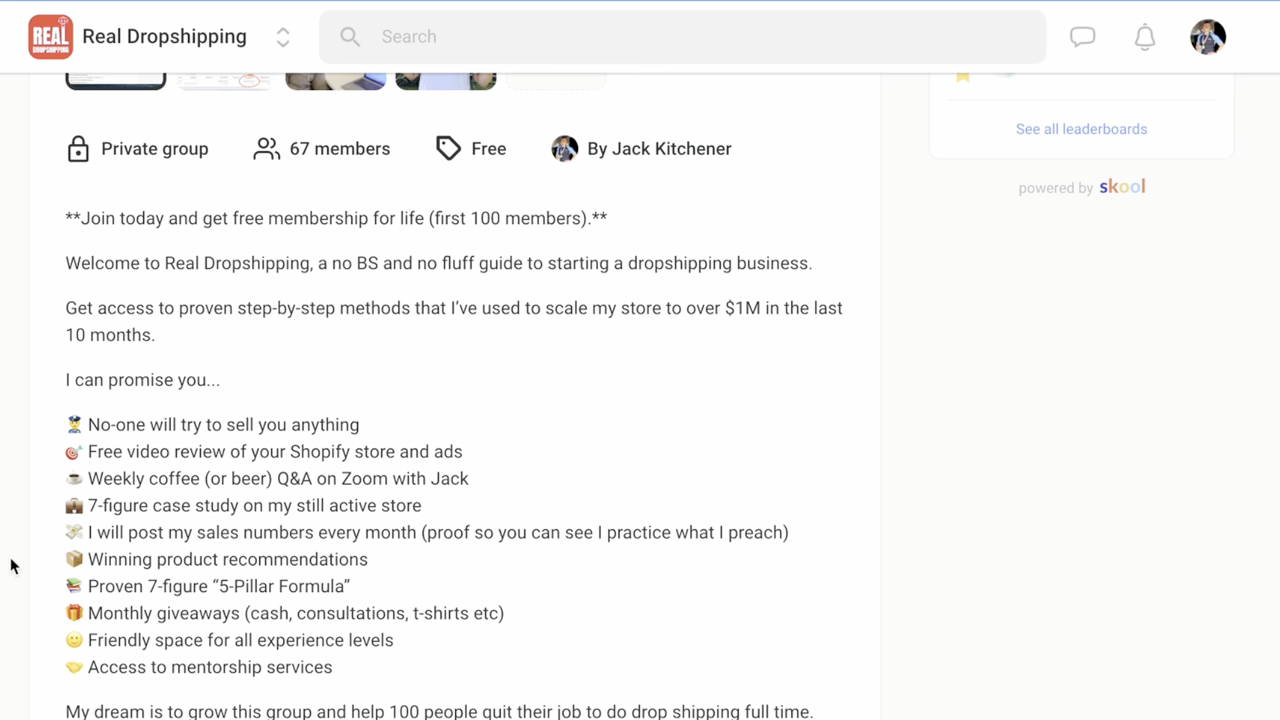 REAL
DROPSHIPPING
Real Dropshipping
Search
See all leaderboards
powered by skool
Private group
67 members
Free
By Jack Kitchener
**Join today and get free membership for life (first 100 members).**
Welcome to Real Dropshipping, a no BS and no fluff guide to starting a dropshipping business.
Get access to proven step-by-step methods that I’ve used to scale my store to over $1M in the last
10 months.
I can promise you...
No-one will try to sell you anything
Free video review of your Shopify store and ads
Weekly coffee (or beer) Q&A on Zoom with Jack
7-figure case study on my still active store
I will post my sales numbers every month (proof so you can see I practice what I preach)
Winning product recommendations
Proven 7-figure “5-Pillar Formula”
Monthly giveaways (cash, consultations, t-shirts etc)
Friendly space for all experience levels
Access to mentorship services
My dream is to grow this group and help 100 people quit their job to do drop shipping full time.